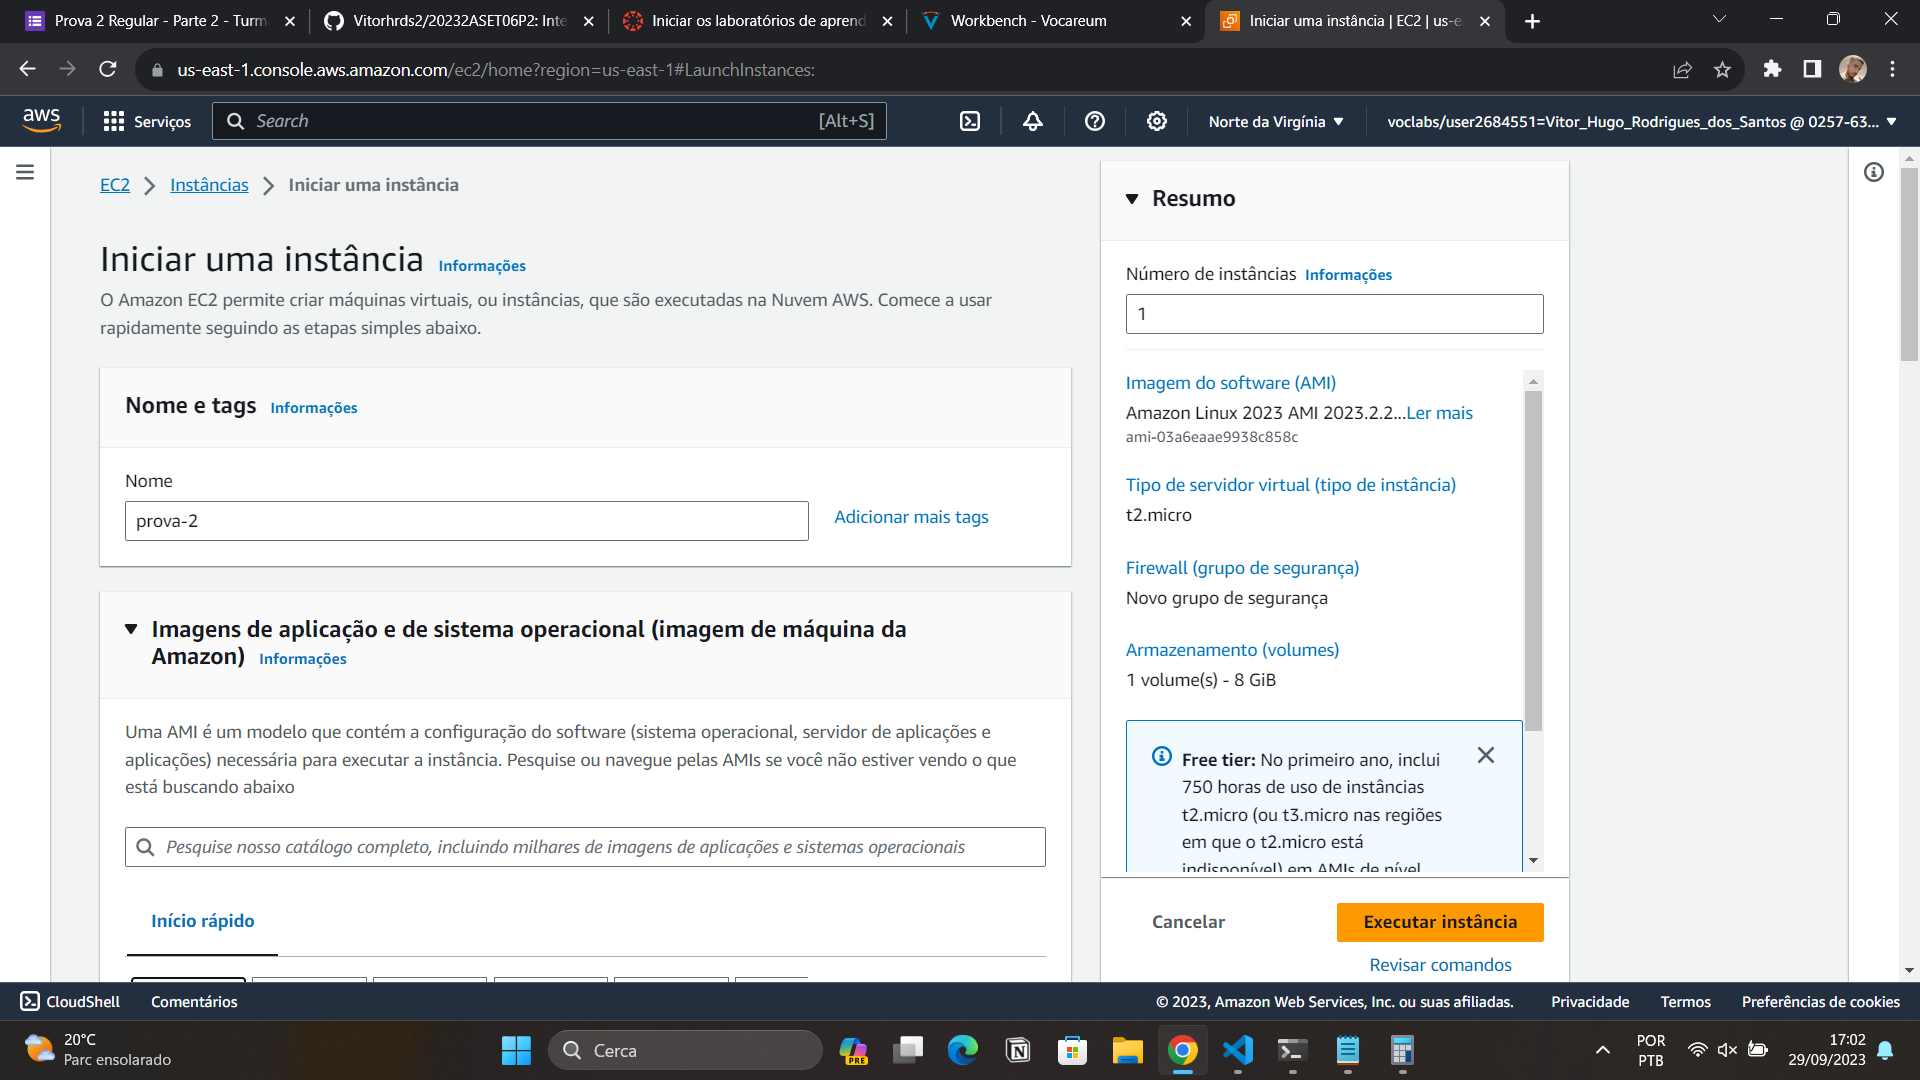 Prova 2 Regular - Parte 2 - Turm
Vitorhrds2/20232ASET06P2: Inte
Iniciar os laboratórios de aprend
Workbench - Vocareum
Iniciar uma instância | EC2 | us-e
us-east-1.console.aws.amazon.com/ec2/home?region=us-east-1#LaunchInstances:
aws
Serviços
Search
[Alt+S]
Norte da Virgínia
voclabs/user2684551=Vitor_Hugo_Rodrigues_dos_Santos @ 0257-63...
EC2
Instâncias
Iniciar uma instância
Iniciar uma instância Informações
O Amazon EC2 permite criar máquinas virtuais, ou instâncias, que são executadas na Nuvem AWS. Comece a usar
rapidamente seguindo as etapas simples abaixo.
Nome e tags Informações
Nome
prova-2
Adicionar mais tags
Imagens de aplicação e de sistema operacional (imagem de máquina da
Amazon) Informações
Uma AMI é um modelo que contém a configuração do software (sistema operacional, servidor de aplicações e
aplicações) necessária para executar a instância. Pesquise ou navegue pelas AMIs se você não estiver vendo o que
está buscando abaixo
Pesquise nosso catálogo completo, incluindo milhares de imagens de aplicações e sistemas operacionais
Início rápido
Resumo
Número de instâncias Informações
1
Imagem do software (AMI)
Amazon Linux 2023 AMI 2023.2.2...Ler mais
ami-03a6eaae9938c858c
Tipo de servidor virtual (tipo de instância)
t2.micro
Firewall (grupo de segurança)
Novo grupo de segurança
Armazenamento (volumes)
1 volume(s) - 8 GiB
Free tier: No primeiro ano, inclui
750 horas de uso de instâncias
t2.micro (ou t3.micro nas regiões
em que o t2.micro está
indisponível) em AMIs de nível
Cancelar
Executar instância
Revisar comandos
CloudShell
Comentários
© 2023, Amazon Web Services, Inc. ou suas afiliadas.
Privacidade
Termos
Preferências de cookies
20°C
Parc ensolarado
Cerca
PRE
POR
PTB
17:02
29/09/2023